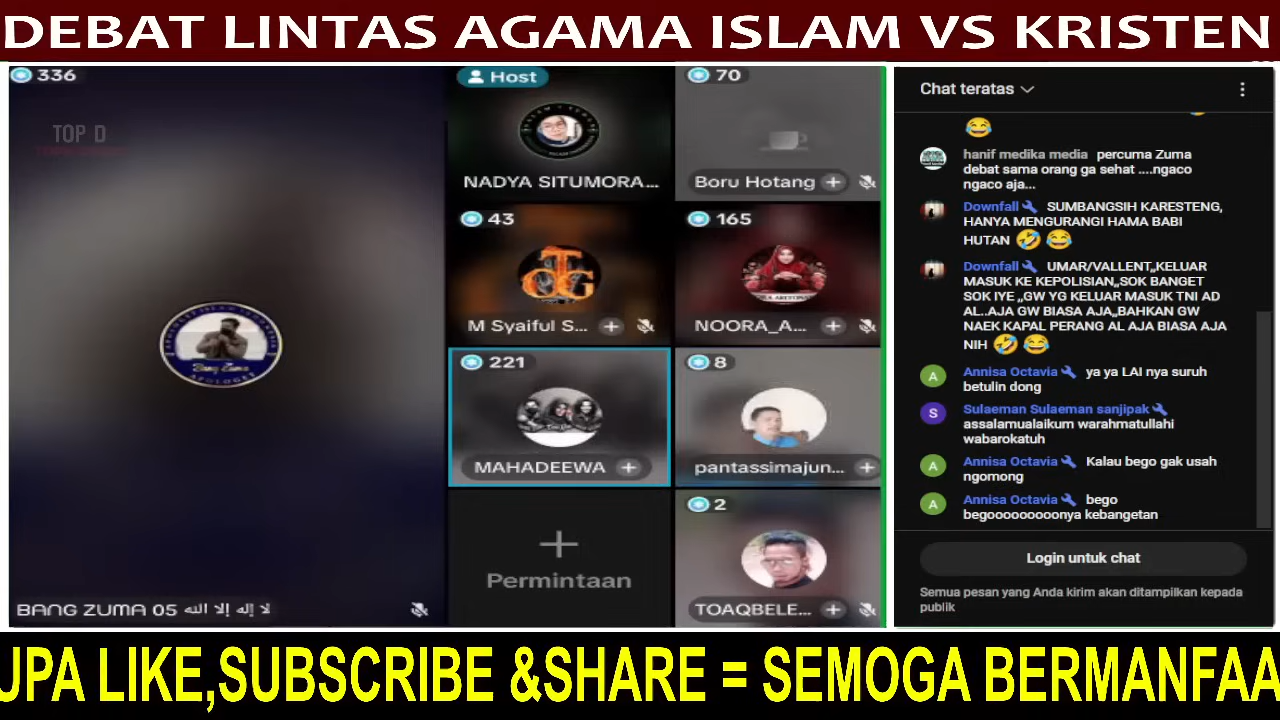 DEBAT LINTAS AGAMA ISLAM VS KRISTEN
336
TOP D
BANG ZUMA 05 لا إله إلا الله
Bang Zuma
APOLOGET
Host
NADYA SITUMORA...
70
Boru Hotang
43
TOG
M Syaiful S...
165
NOORA_A...
221
MAHADEEWA
8
pantassimajun...
Permintaan
2
TOAQBELE...
Chat teratas
hanif medika media percuma Zuma
debat sama orang ga sehat ....ngaco
ngaco aja...
Downfall SUMBANGSIH KARESTENG,
HANYA MENGURANGI HAMA BABI
HUTAN 🤣 😂
Downfall UMAR/VALLENT,,KELUAR
MASUK KE KEPOLISIAN,,SOK BANGET
SOK IYE ,,GW YG KELUAR MASUK TNI AD
AL..AJA GW BIASA AJA,,BAHKAN GW
NAEK KAPAL PERANG AL AJA BIASA AJA
NIH 🤣 😂
A
Annisa Octavia ya ya LAI nya suruh
betulin dong
S
Sulaeman Sulaeman sanjipak
assalamualaikum warahmatullahi
wabarokatuh
A
Annisa Octavia Kalau bego gak usah
ngomong
A
Annisa Octavia bego
begooooooooonya kebangetan
Login untuk chat
Semua pesan yang Anda kirim akan ditampilkan kepada
publik
JPA LIKE,SUBSCRIBE &SHARE = SEMOGA BERMANFAA